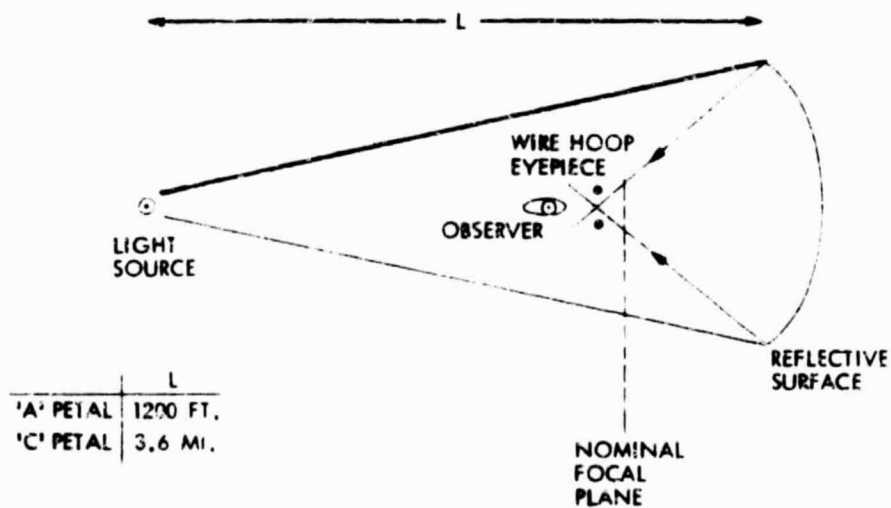 L
WIRE HOOP
EYEPIECE
OBSERVER
LIGHT
SOURCE
REFLECTIVE
SURFACE
L
'A' PETAL 1200 FT.
'C' PETAL 3.6 MI.
NOMINAL
FOCAL
PLANE